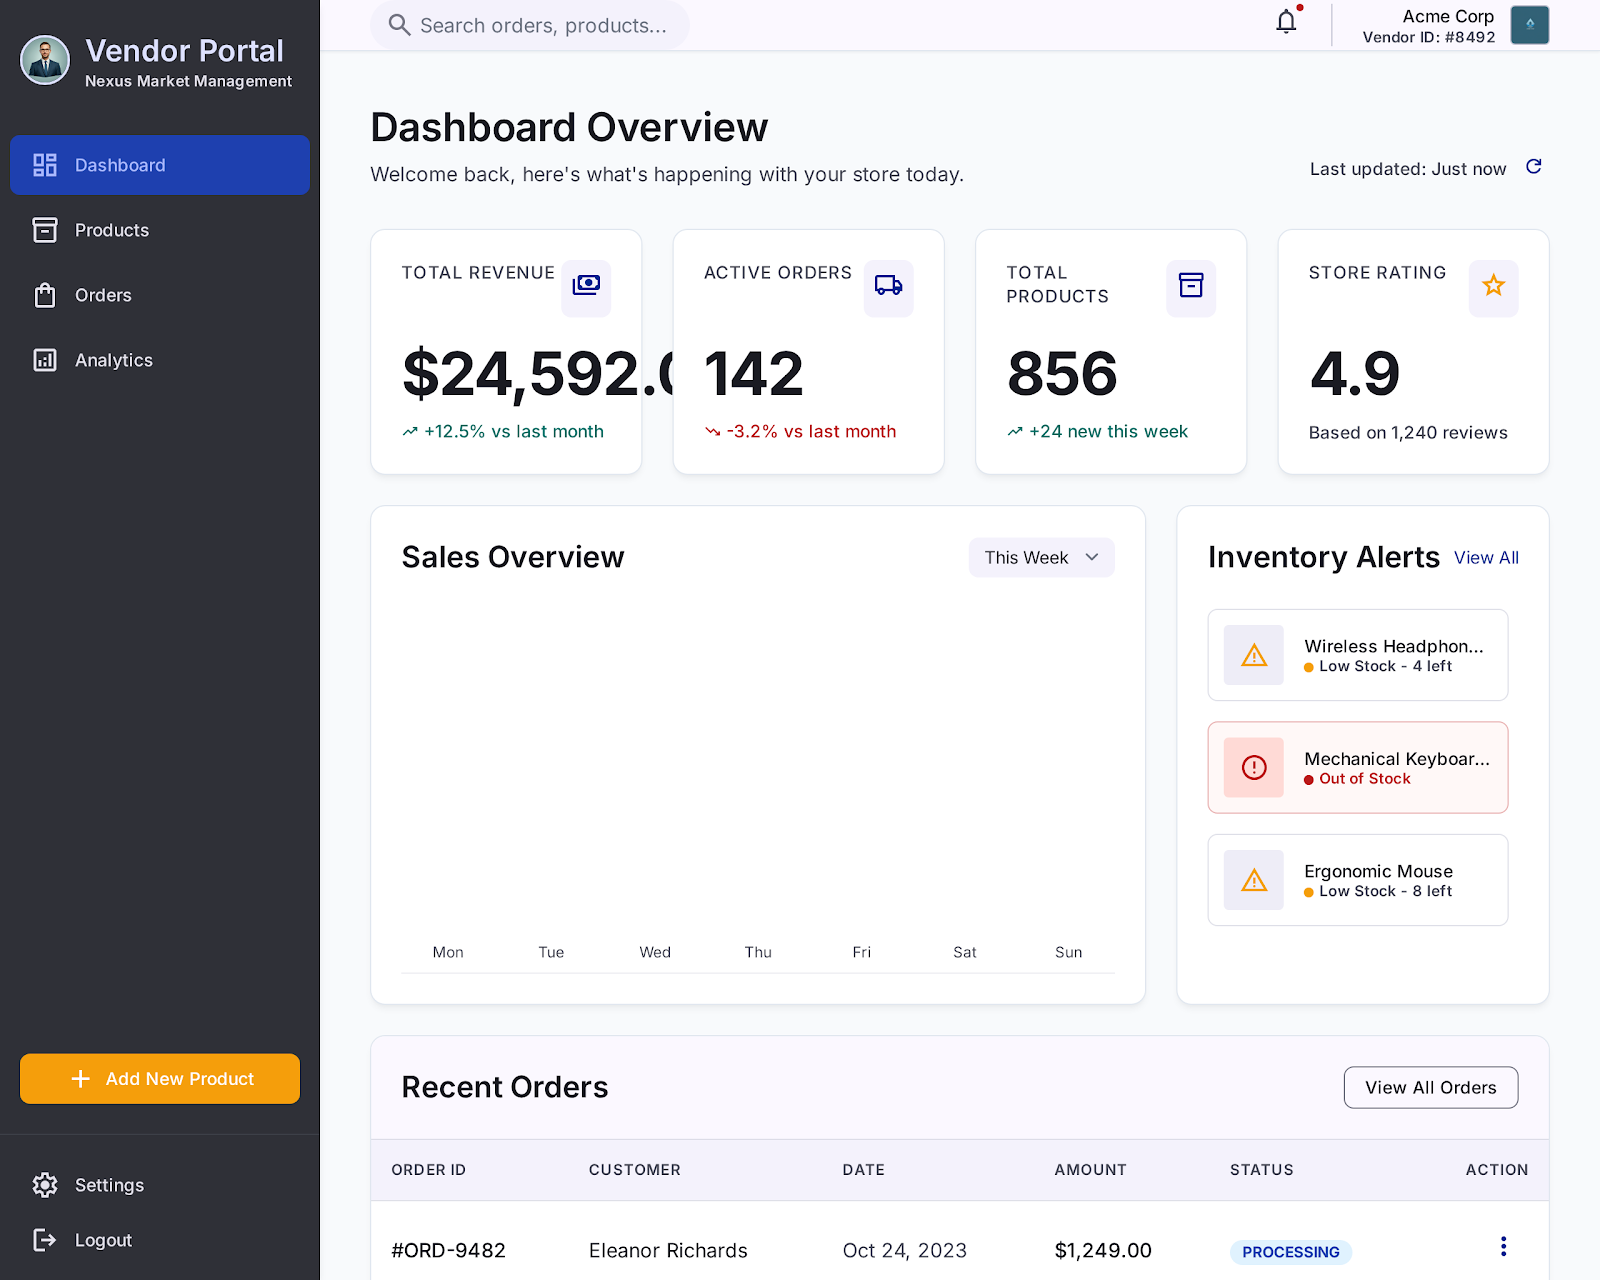 Vendor Portal
Nexus Market Management
Dashboard
Products
Orders
Analytics
Add New Product
Settings
Logout
Search orders, products...
Acme Corp
Vendor ID: #8492
Dashboard Overview
Welcome back, here's what's happening with your store today.
Last updated: Just now
TOTAL REVENUE
$24,592.0
+12.5% vs last month
ACTIVE ORDERS
142
-3.2% vs last month
TOTAL
PRODUCTS
856
+24 new this week
STORE RATING
4.9
Based on 1,240 reviews
Sales Overview
This Week
Mon Tue Wed Thu Fri Sat Sun
Inventory Alerts View All
Wireless Headphon...
Low Stock - 4 left
Mechanical Keyboar...
Out of Stock
Ergonomic Mouse
Low Stock - 8 left
Recent Orders
View All Orders
ORDER ID CUSTOMER DATE AMOUNT STATUS ACTION
#ORD-9482 Eleanor Richards Oct 24, 2023 $1,249.00 PROCESSING